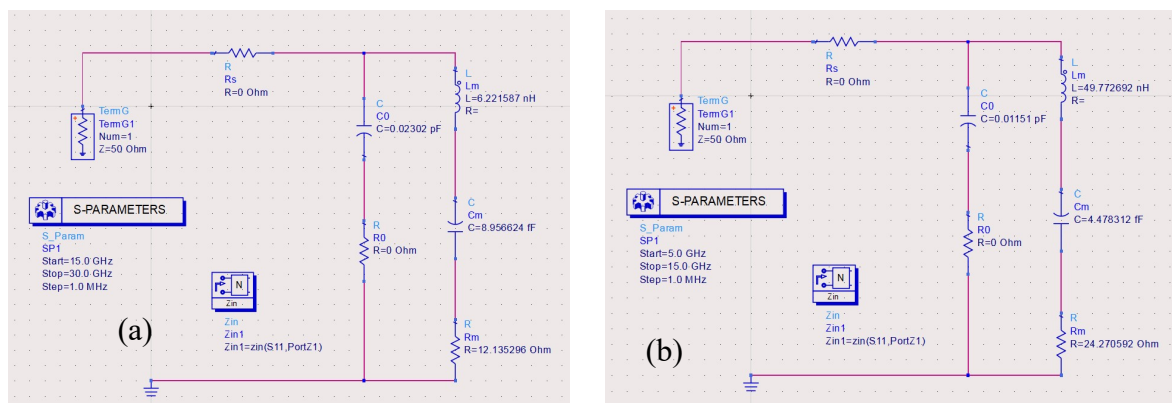 R
Rs
R=0 Ohm
TermG
TermG1
Num=1
Z=50 Ohm
C
C0
C=0.02302 pF
L
Lm
L=6.221587 nH
R=
S-PARAMETERS
S_Param
SP1
Start=15.0 GHz
Stop=30.0 GHz
Step=1.0 MHz
R
R0
R=0 Ohm
C
Cm
C=8.956624 fF
N
Zin
Zin
Zin1
Zin1=zin(S11,PortZ1)
R
Rm
R=12.135296 Ohm
(a)
R
Rs
R=0 Ohm
TermG
TermG1
Num=1
Z=50 Ohm
C
C0
C=0.01151 pF
L
Lm
L=49.772692 nH
R=
S-PARAMETERS
S_Param
SP1
Start=5.0 GHz
Stop=15.0 GHz
Step=1.0 MHz
R
R0
R=0 Ohm
C
Cm
C=4.478312 fF
N
Zin
Zin
Zin1
Zin1=zin(S11,PortZ1)
R
Rm
R=24.270592 Ohm
(b)